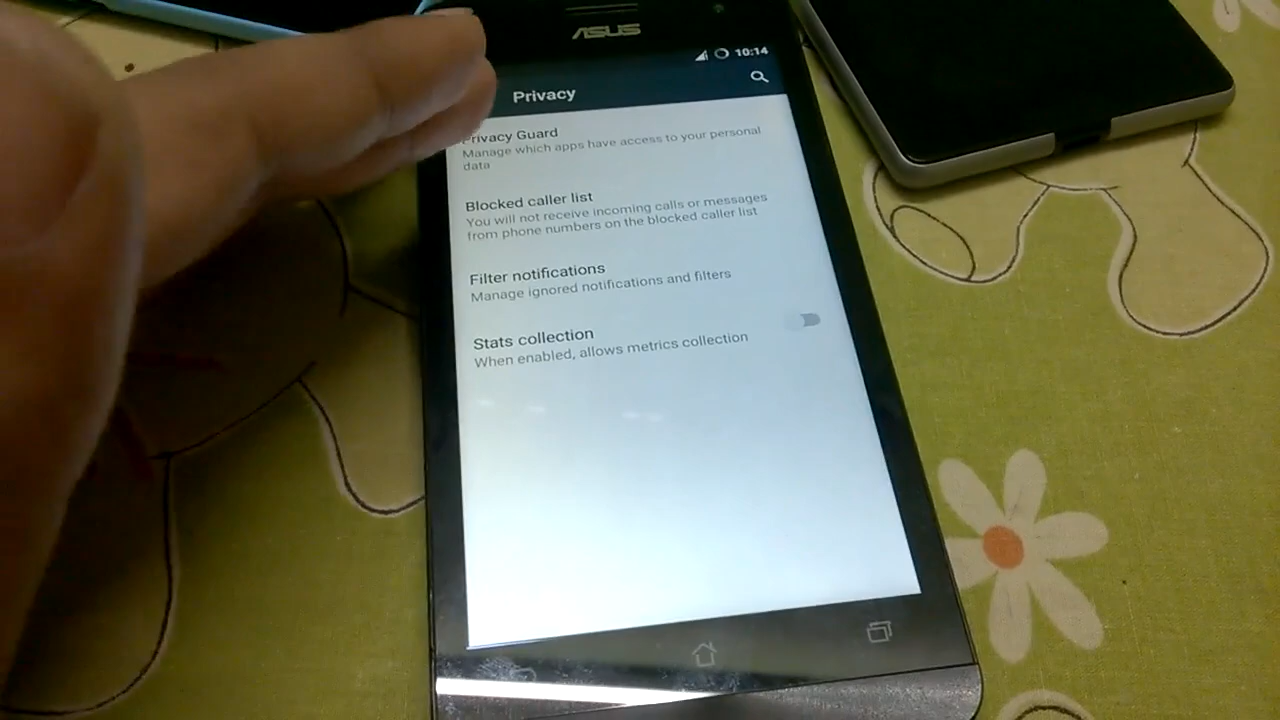 ASUS
10:14
Privacy
Privacy Guard
Manage which apps have access to your personal
data
Blocked caller list
You will not receive incoming calls or messages
from phone numbers on the blocked caller list
Filter notifications
Manage ignored notifications and filters
Stats collection
When enabled, allows metrics collection